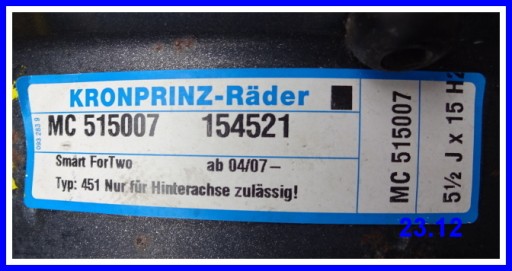 KRONPRINZ-Räder
MC 515007 154521
Smart ForTwo ab 04/07–
Typ: 451 Nur für Hinterachse zulässig!
MC 515007
5½ J x 15 H2
23.12